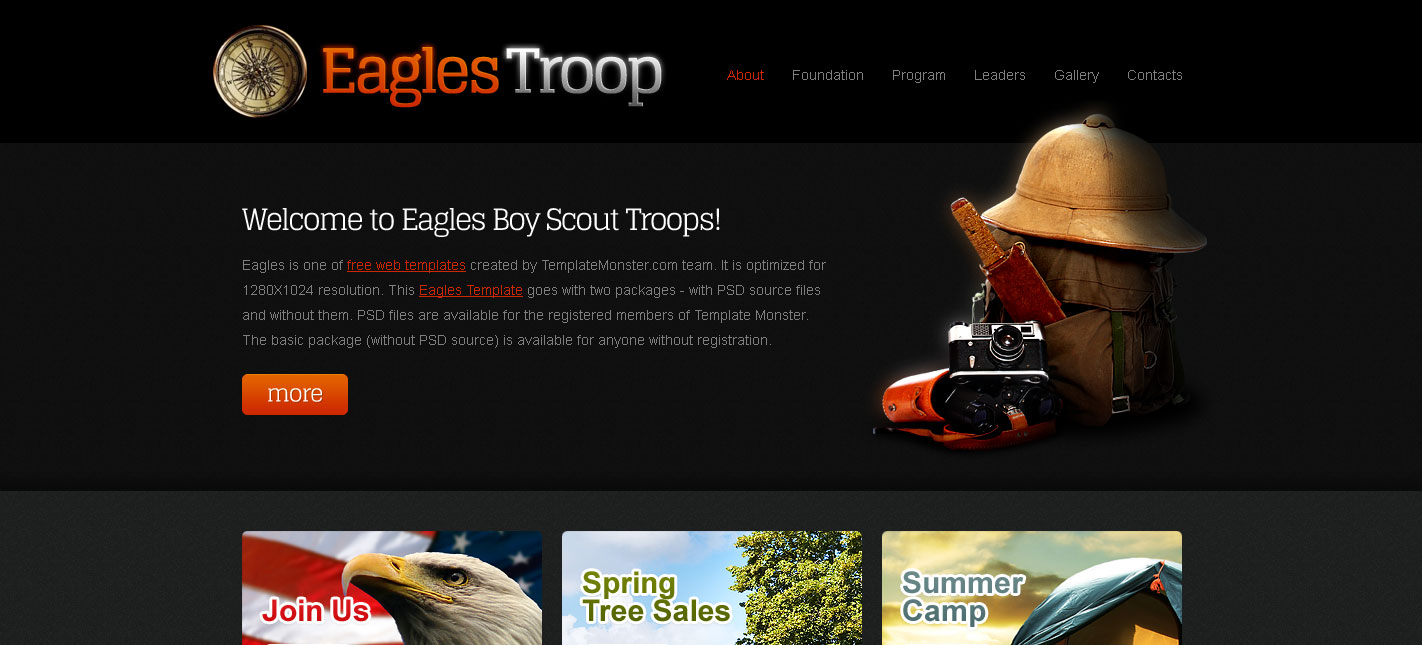 Eagles Troop
About Foundation Program Leaders Gallery Contacts
Welcome to Eagles Boy Scout Troops!
Eagles is one of free web templates created by TemplateMonster.com team. It is optimized for
1280X1024 resolution. This Eagles Template goes with two packages - with PSD source files
and without them. PSD files are available for the registered members of Template Monster.
The basic package (without PSD source) is available for anyone without registration.
more
Join Us
Spring
Tree Sales
Summer
Camp